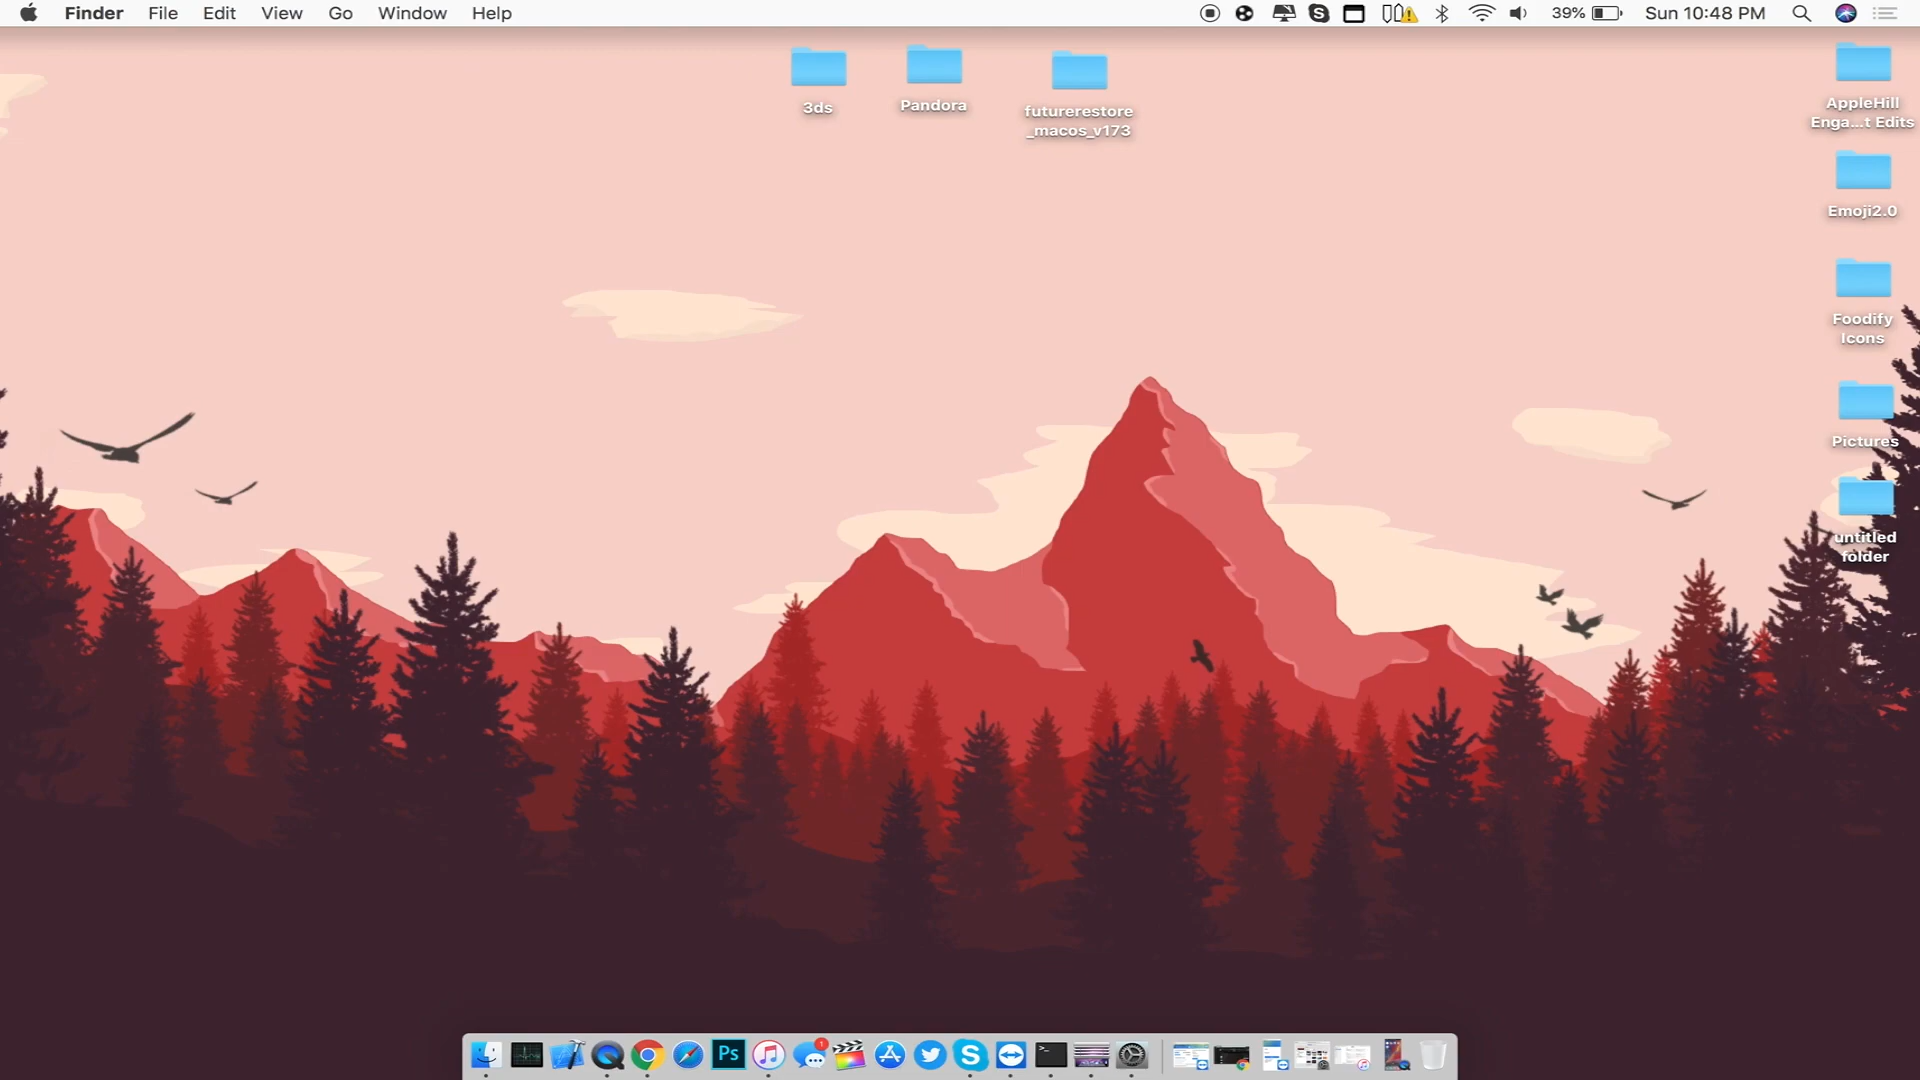 Finder File Edit View Go Window Help 39% Sun 10:48 PM
3ds
Pandora
futurerestore
_macos_v173
AppleHill
Enga...t Edits
Emoji2.0
Foodify
Icons
Pictures
untitled
folder
Ps
1